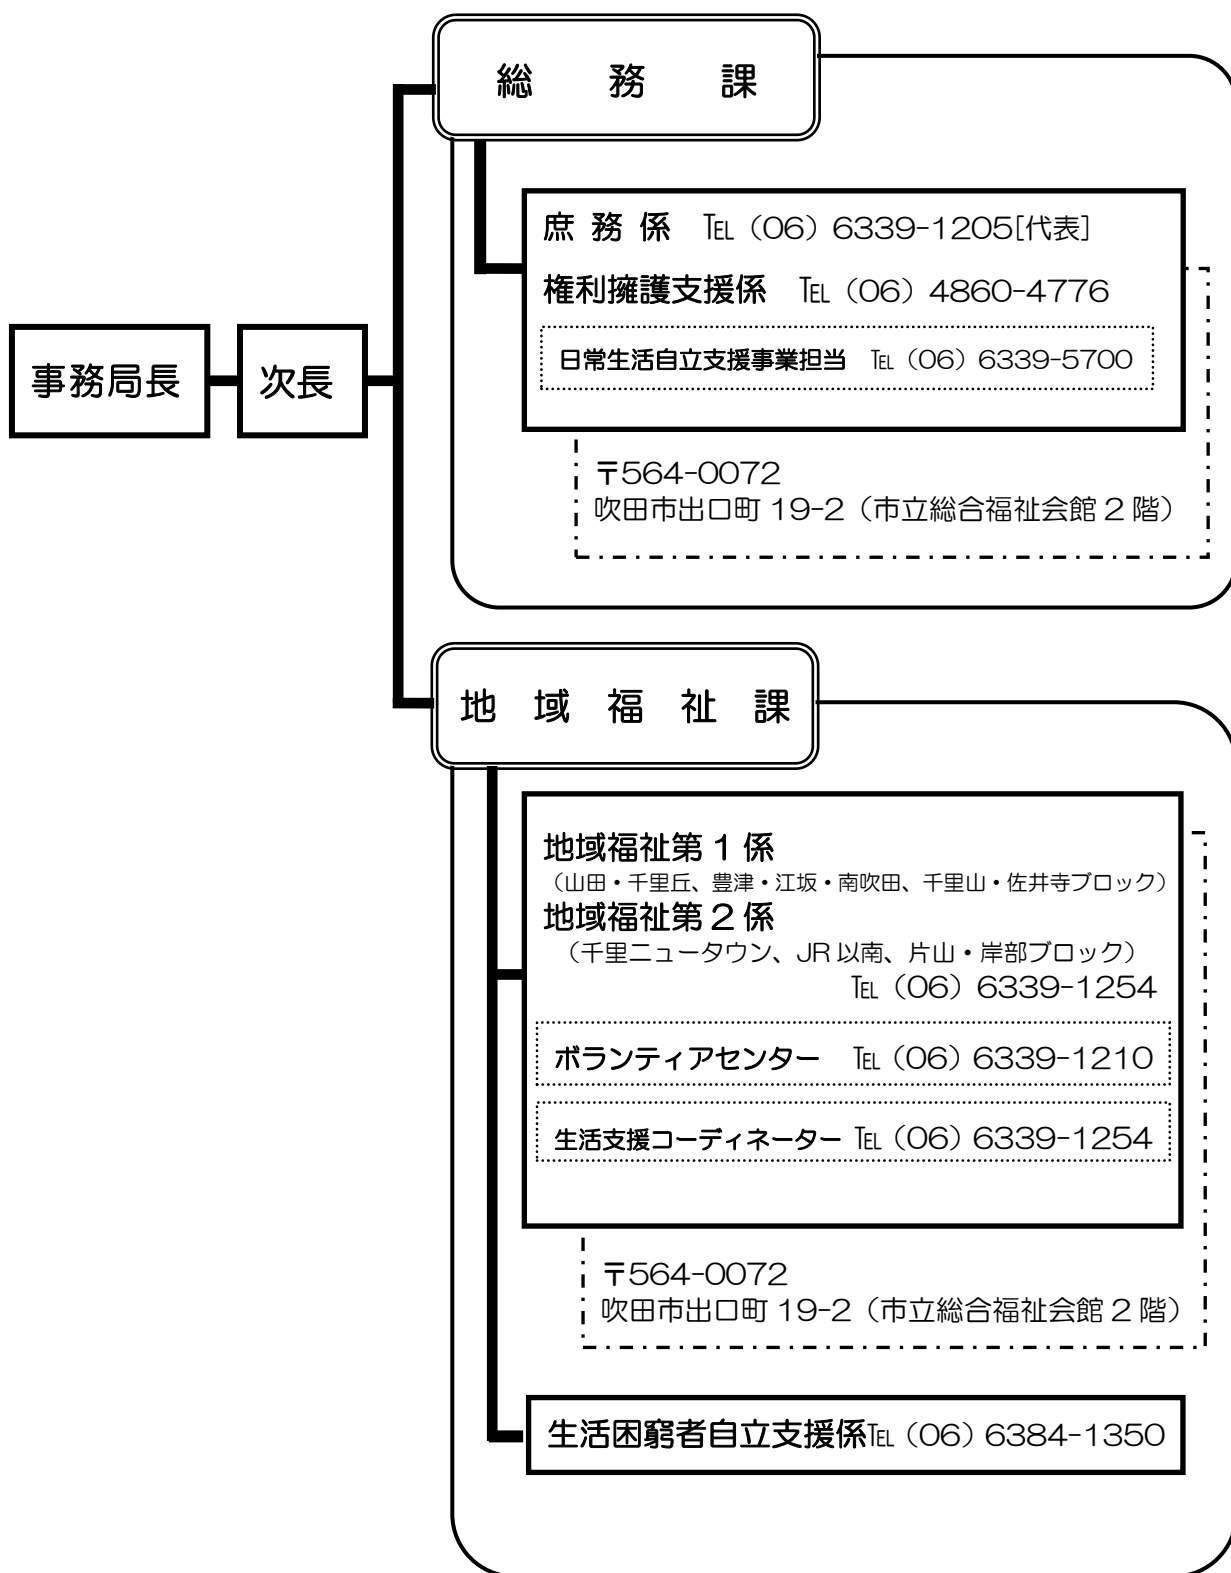 総務課
庶務係 TEL（06）6339-1205[代表]
権利擁護支援係 TEL（06）4860-4776
日常生活自立支援事業担当 TEL（06）6339-5700
事務局長
次長
〒564-0072
吹田市出口町 19-2（市立総合福祉会館 2 階）
地域福祉課
地域福祉第 1 係
（山田・千里丘、豊津・江坂・南吹田、千里山・佐井寺ブロック）
地域福祉第 2 係
（千里ニュータウン、JR 以南、片山・岸部ブロック）
TEL（06）6339-1254
ボランティアセンター TEL（06）6339-1210
生活支援コーディネーター TEL（06）6339-1254
〒564-0072
吹田市出口町 19-2（市立総合福祉会館 2 階）
生活困窮者自立支援係TEL（06）6384-1350